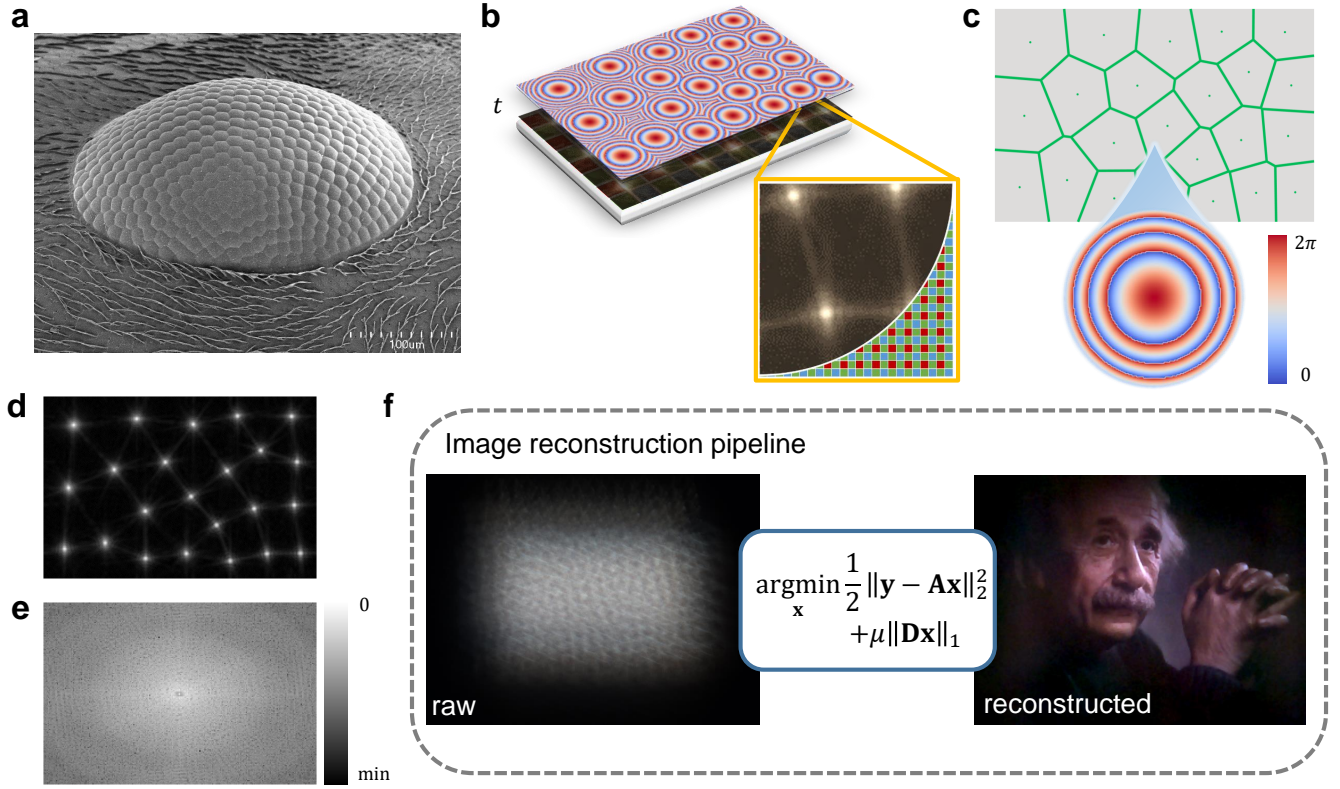 a
100um
b
t
c
2π
0
d
e
0
min
f
Image reconstruction pipeline
raw
argmin 1/2 ‖y − Ax‖₂²
x
+μ‖Dx‖₁
reconstructed